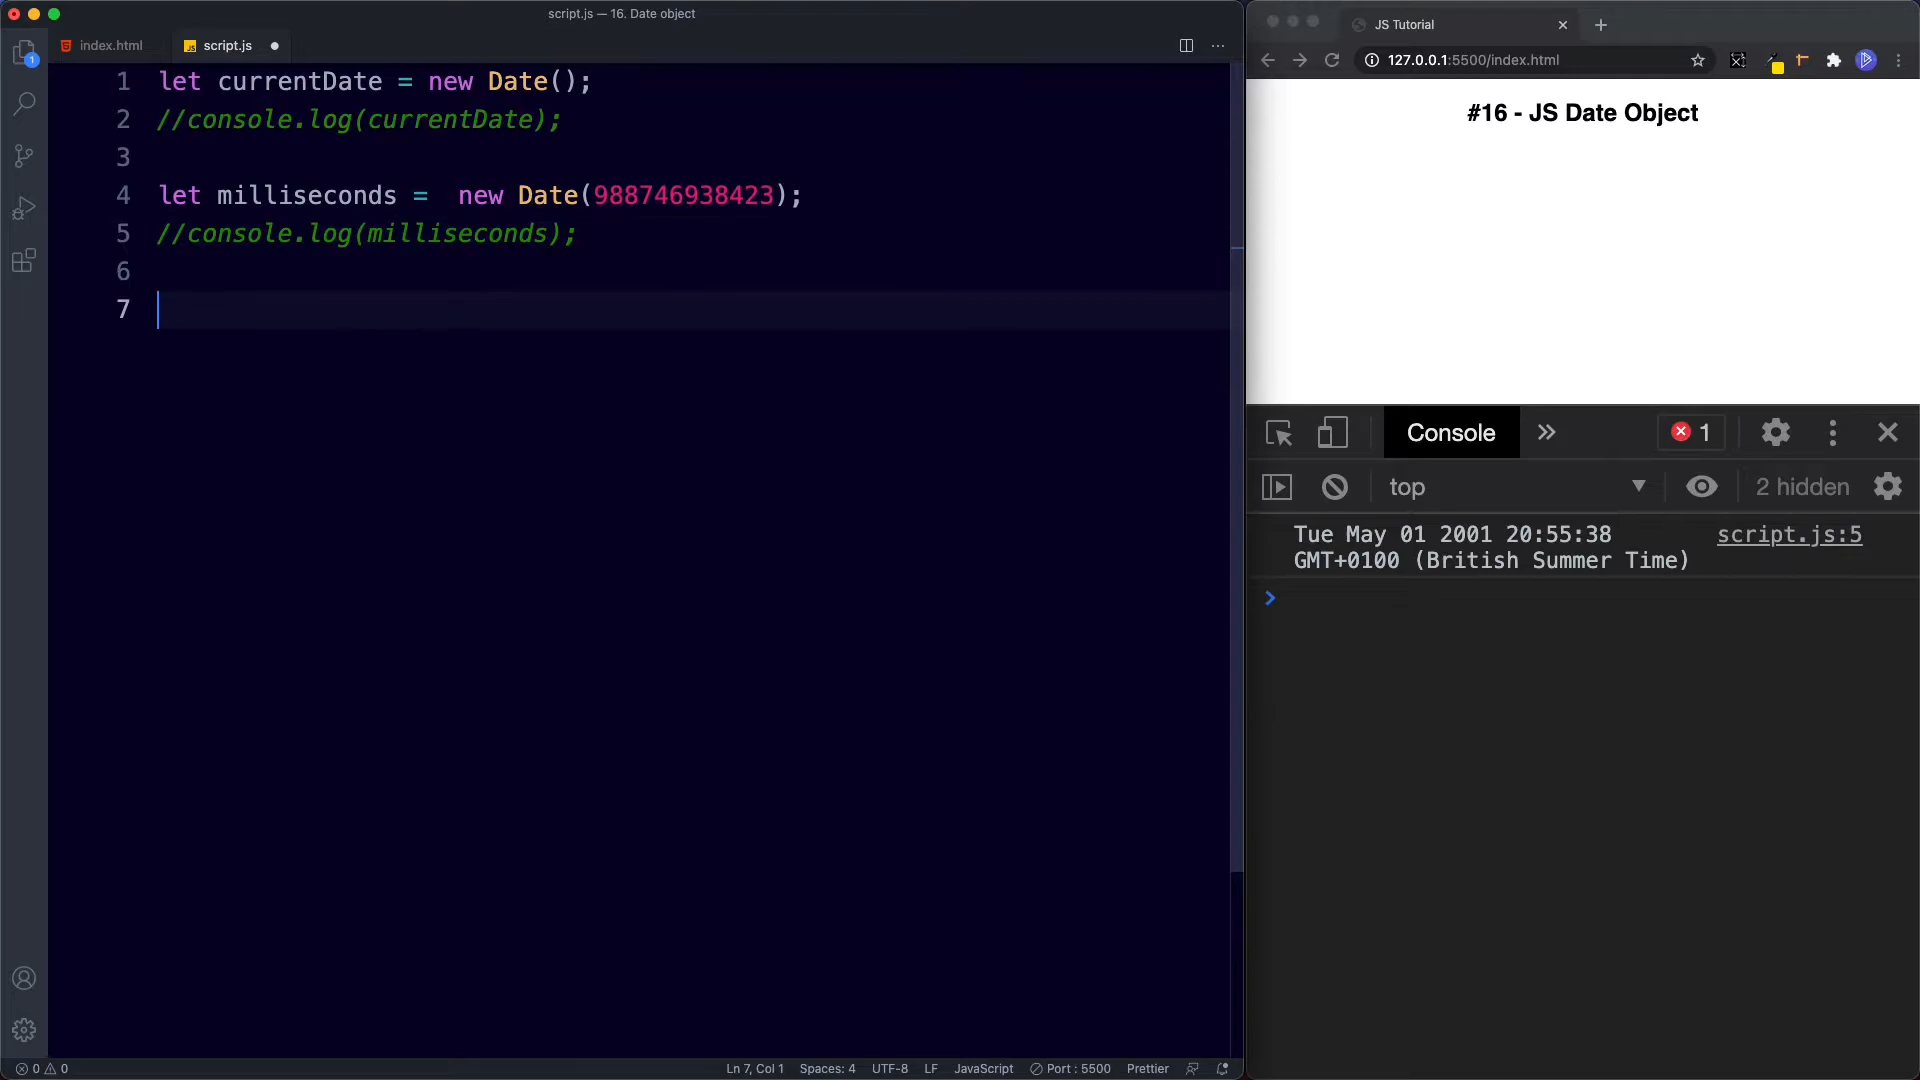 script.js — 16. Date object
index.html
script.js
1 let currentDate = new Date();
2 //console.log(currentDate);
3
4 let milliseconds =  new Date(988746938423);
5 //console.log(milliseconds);
6
7
1
0 0
Ln 7, Col 1 Spaces: 4 UTF-8 LF JavaScript Port : 5500 Prettier
JS Tutorial
127.0.0.1:5500/index.html
#16 - JS Date Object
Console 1
top 2 hidden
Tue May 01 2001 20:55:38 script.js:5
GMT+0100 (British Summer Time)